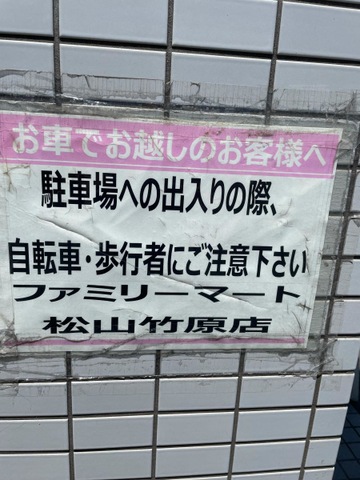 お車でお越しのお客様へ
駐車場への出入りの際、
自転車・歩行者にご注意下さい
ファミリーマート
松山竹原店